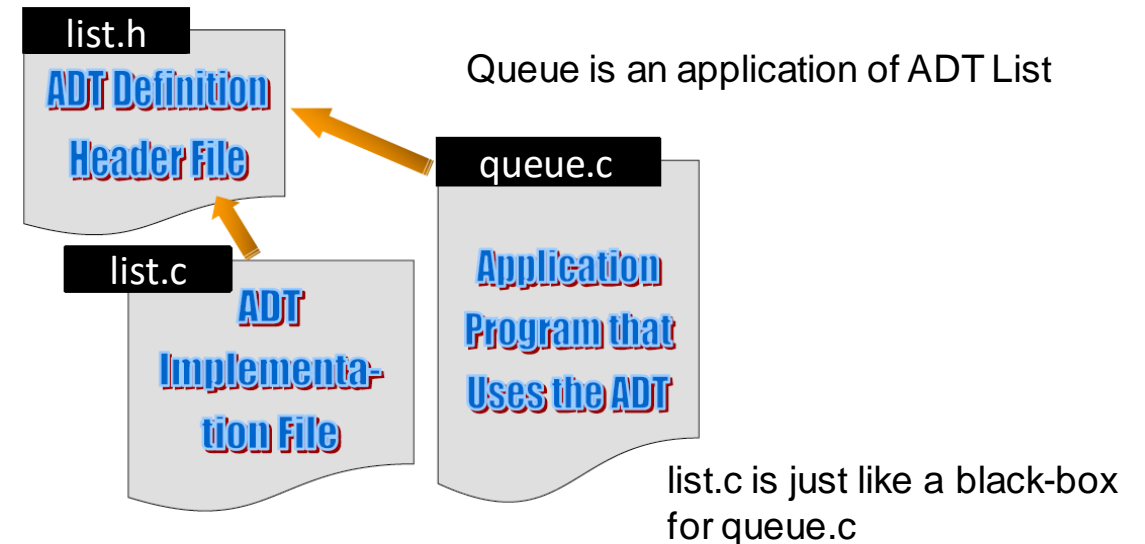 list.h
ADT Definition
Header File
Queue is an application of ADT List
queue.c
Application
Program that
Uses the ADT
list.c
ADT
Implementa-
tion File
list.c is just like a black-box
for queue.c